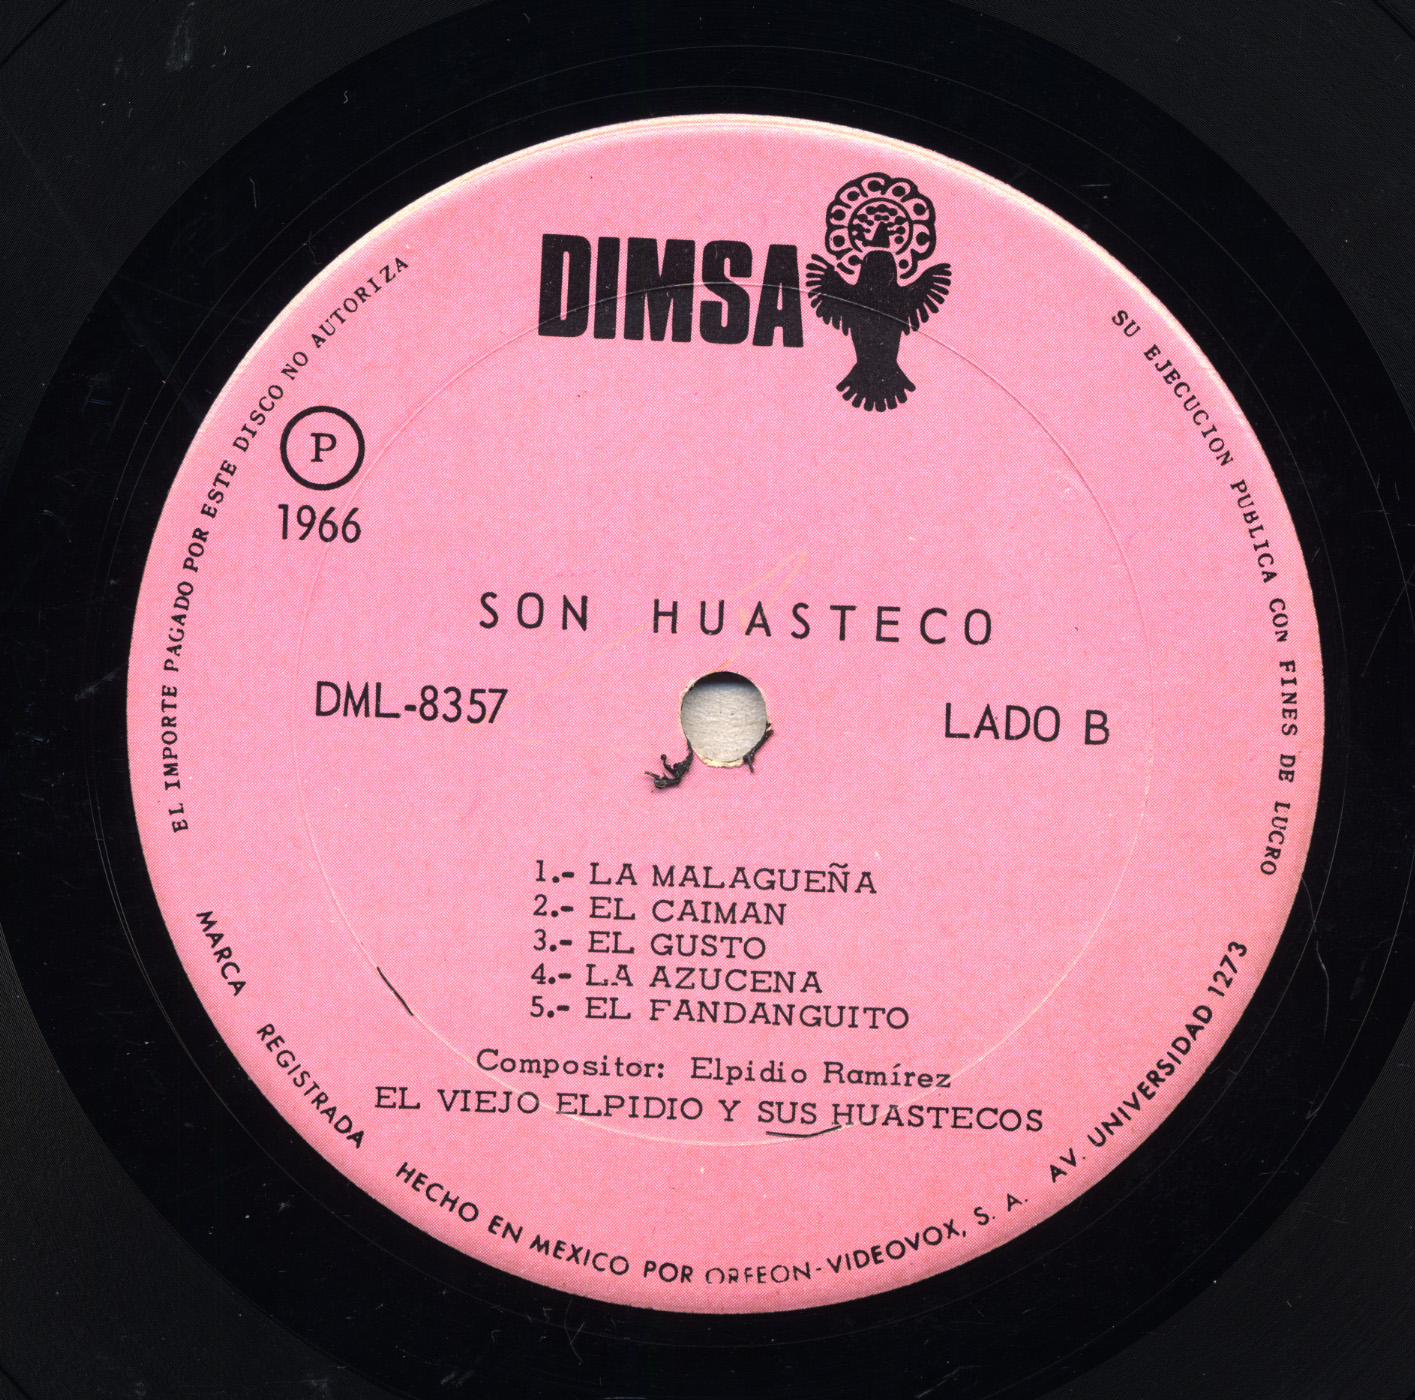 DIMSA
EL IMPORTE PAGADO POR ESTE DISCO NO AUTORIZA
SU EJECUCION PUBLICA CON FINES DE LUCRO
P
1966
SON HUASTECO
DML-8357
LADO B
1.- LA MALAGUEÑA
2.- EL CAIMAN
3.- EL GUSTO
4.- LA AZUCENA
5.- EL FANDANGUITO
Compositor: Elpidio Ramírez
EL VIEJO ELPIDIO Y SUS HUASTECOS
MARCA REGISTRADA HECHO EN MEXICO POR ORFEON-VIDEOVOX, S. A. AV. UNIVERSIDAD 1273